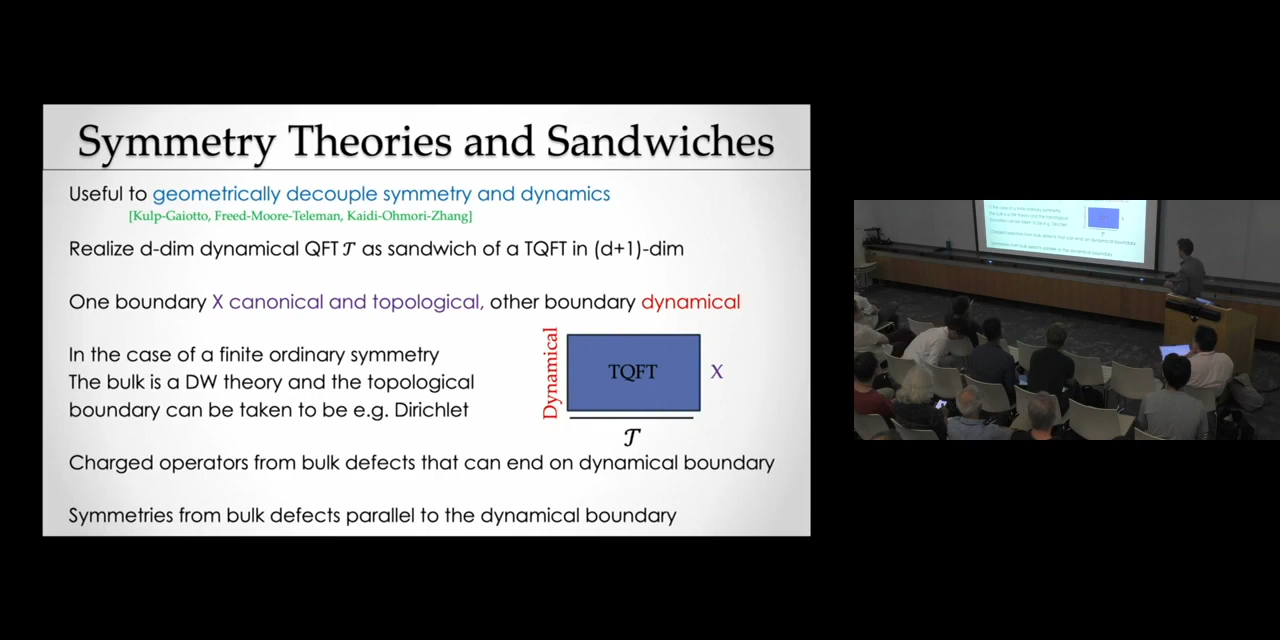 Symmetry Theories and Sandwiches
Useful to geometrically decouple symmetry and dynamics
[Kulp-Gaiotto, Freed-Moore-Teleman, Kaidi-Ohmori-Zhang]
Realize d-dim dynamical QFT 𝒯 as sandwich of a TQFT in (d+1)-dim
One boundary X canonical and topological, other boundary dynamical
In the case of a finite ordinary symmetry
The bulk is a DW theory and the topological
boundary can be taken to be e.g. Dirichlet
Dynamical
TQFT
X
𝒯
Charged operators from bulk defects that can end on dynamical boundary
Symmetries from bulk defects parallel to the dynamical boundary